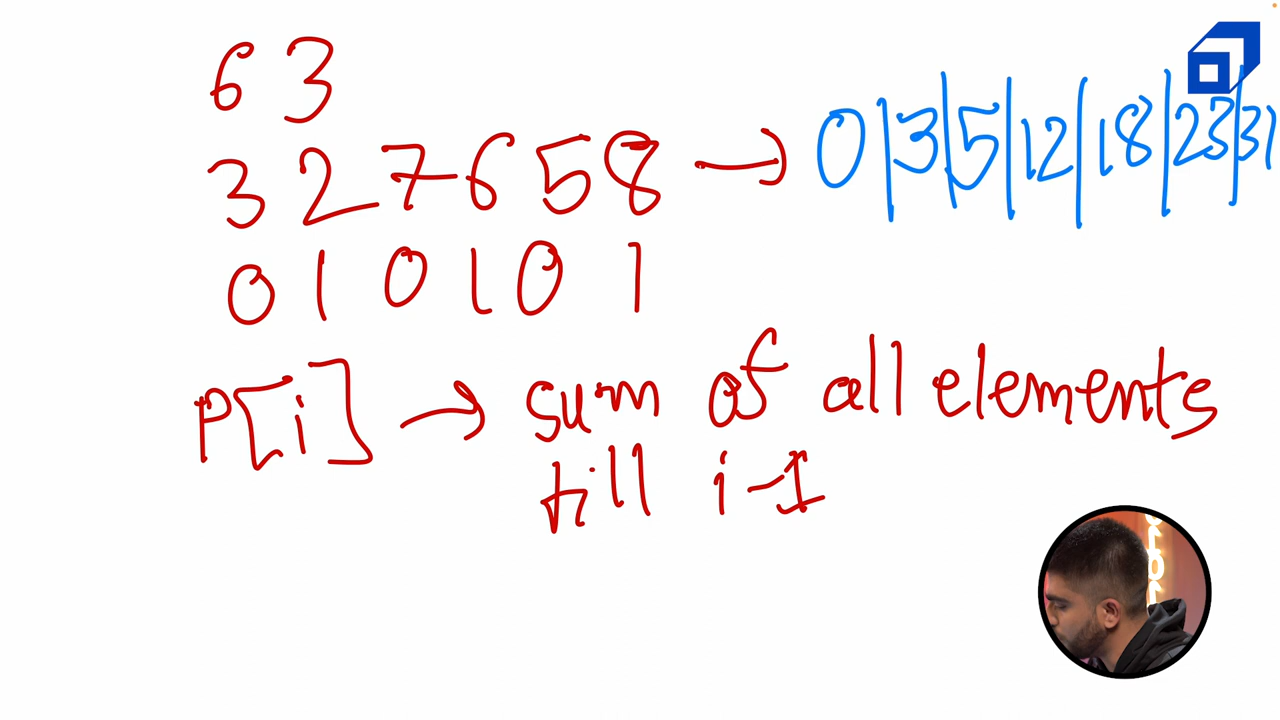 6 3
3 2 7 6 5 8 → 0|3|5|12|18|23|31
0 1 0 1 0 1
P[i] → sum of all elements
till i-1